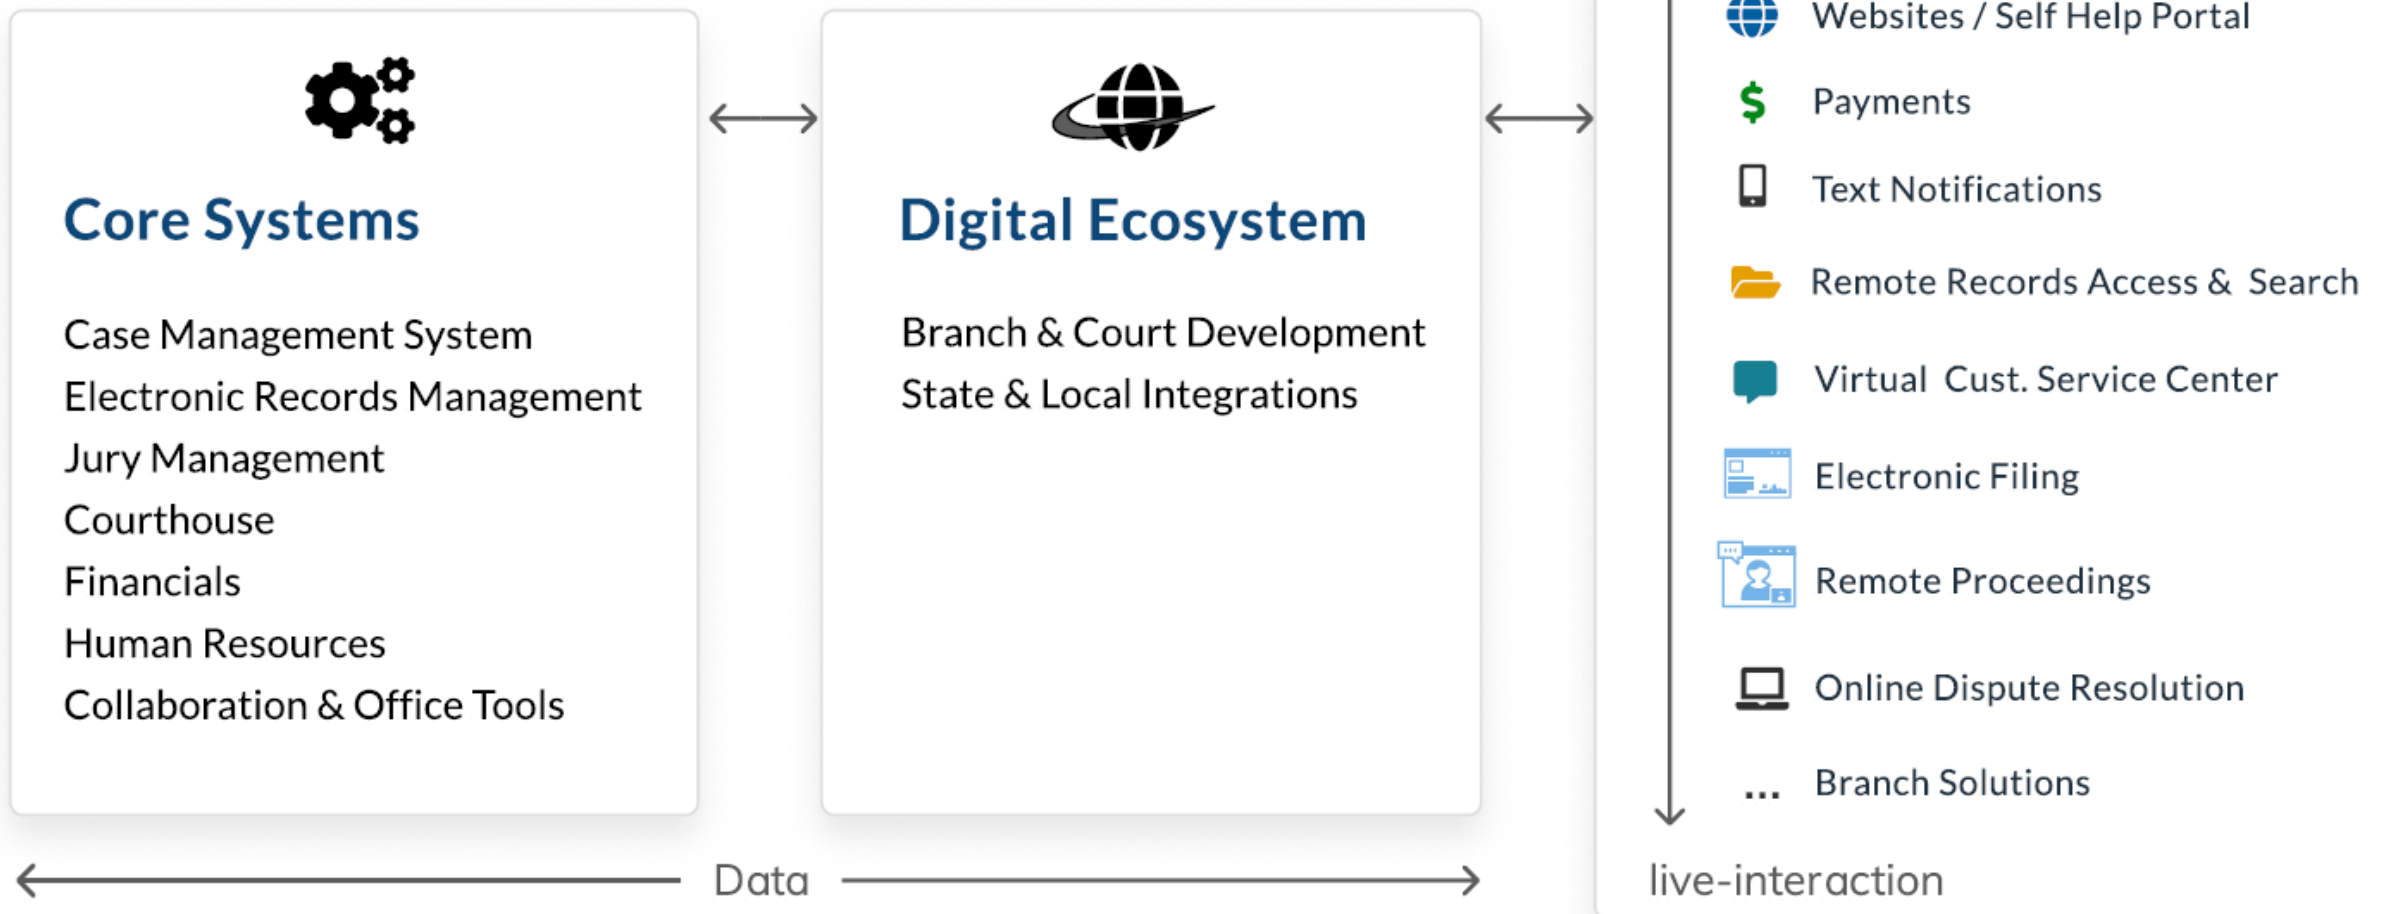 Core Systems
Case Management System
Electronic Records Management
Jury Management
Courthouse
Financials
Human Resources
Collaboration & Office Tools
Digital Ecosystem
Branch & Court Development
State & Local Integrations
Data
Websites / Self Help Portal
$ Payments
Text Notifications
Remote Records Access & Search
Virtual Cust. Service Center
Electronic Filing
Remote Proceedings
Online Dispute Resolution
... Branch Solutions
live-interaction